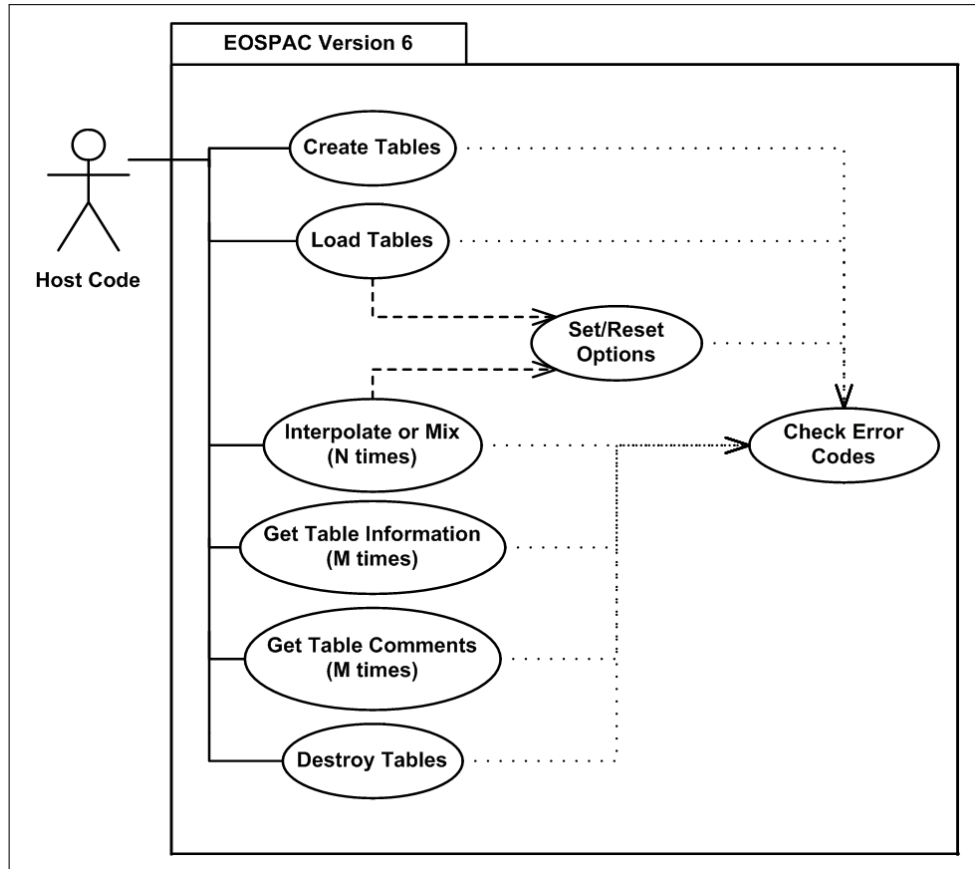 EOSPAC Version 6
Create Tables
Load Tables
Host Code
Set/Reset
Options
Interpolate or Mix
(N times)
Check Error
Codes
Get Table Information
(M times)
Get Table Comments
(M times)
Destroy Tables